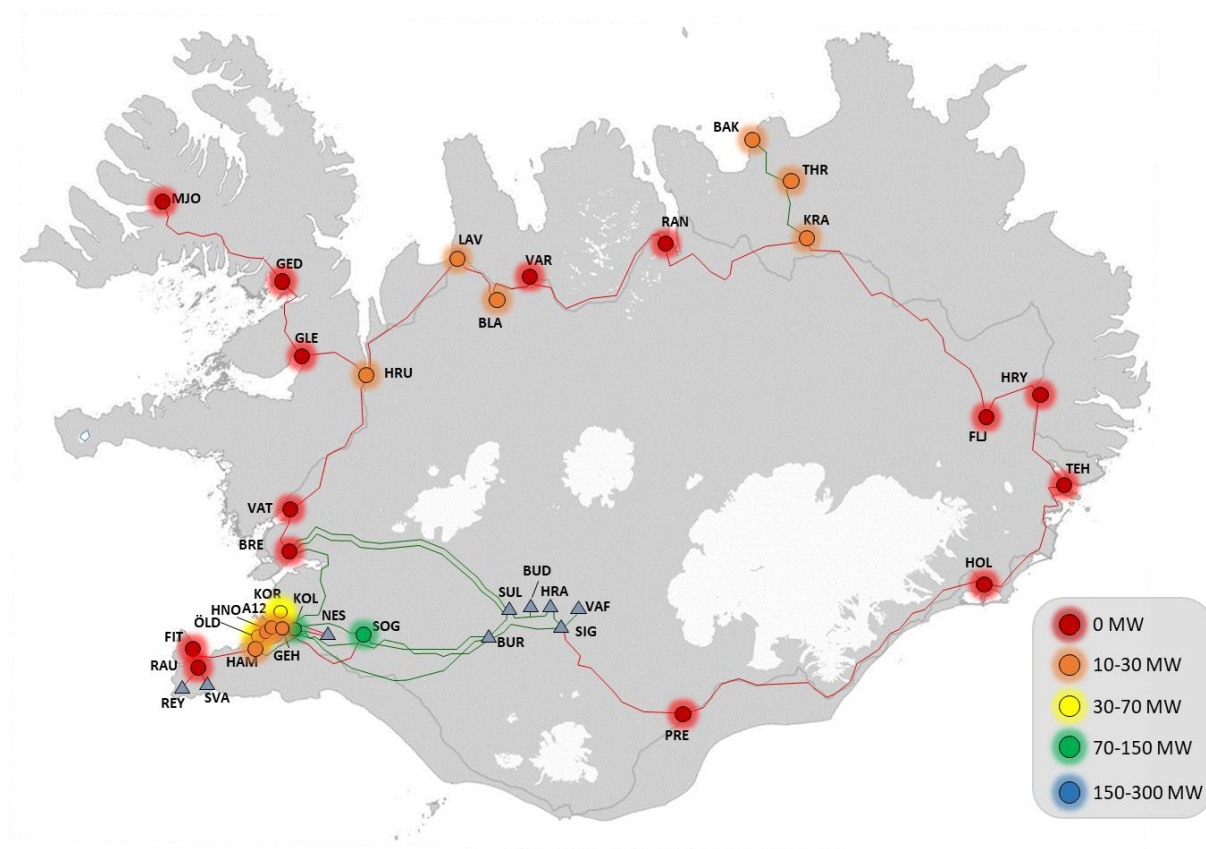 BAK
THR
MJO
KRA
RAN
LAV
VAR
GED
BLA
GLE
HRU
HRY
FLJ
TEH
VAT
BRE
HOL
BUD
KOR
SUL
HRA
HNO
A12
KOL
VAF
NES
ÖLD
SOG
SIG
FIT
BUR
GEH
HAM
RAU
SVA
REY
PRE
0 MW
10-30 MW
30-70 MW
70-150 MW
150-300 MW